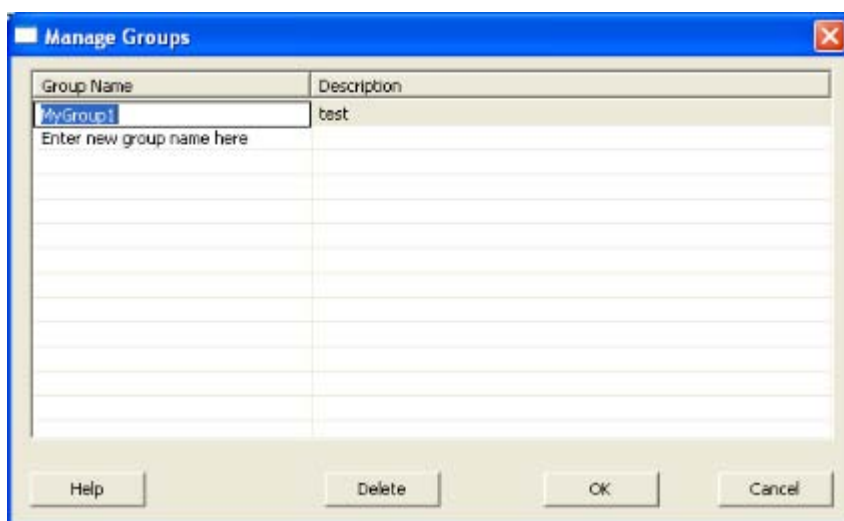 Manage Groups
Group Name Description
MyGroup1 test
Enter new group name here
Help Delete OK Cancel